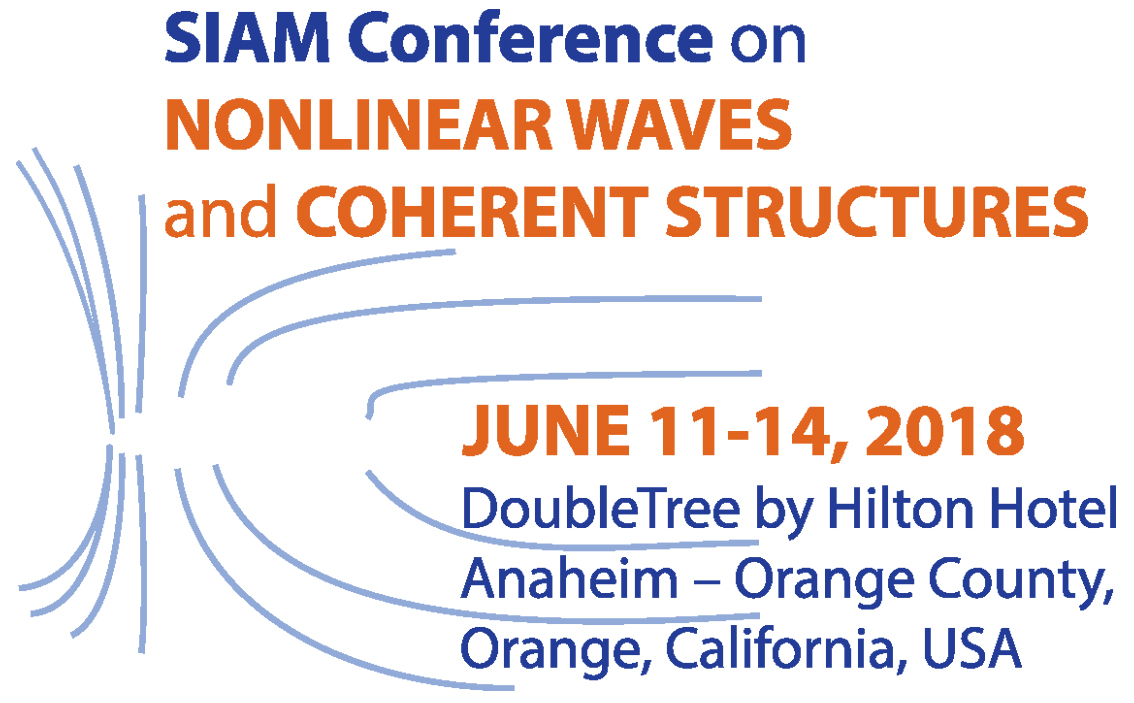 SIAM Conference on
NONLINEAR WAVES
and COHERENT STRUCTURES
JUNE 11-14, 2018
DoubleTree by Hilton Hotel
Anaheim – Orange County,
Orange, California, USA